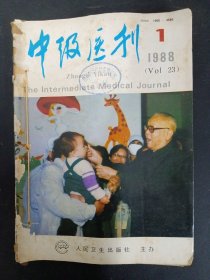 中级医刊
1
1988
(Vol 23)
Zhongji Yikan
The Intermediate Medical Journal
人民卫生出版社 主办